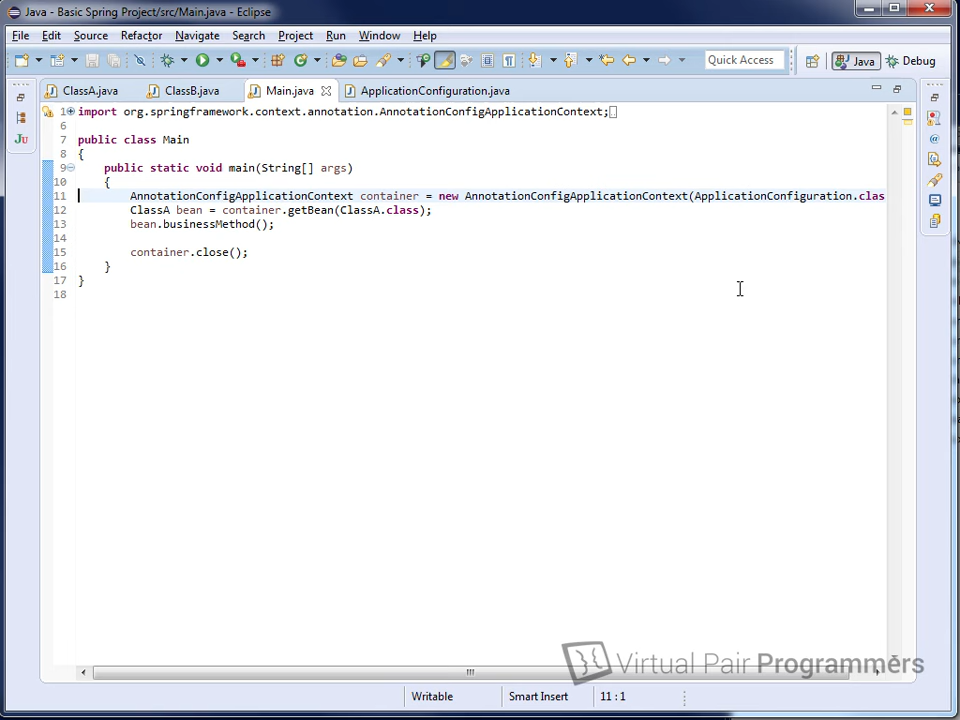 Java - Basic Spring Project/src/Main.java - Eclipse
File Edit Source Refactor Navigate Search Project Run Window Help
Quick Access Java Debug
ClassA.java ClassB.java Main.java ApplicationConfiguration.java
1 import org.springframework.context.annotation.AnnotationConfigApplicationContext;
6
7 public class Main
8 {
9 public static void main(String[] args)
10 {
11 AnnotationConfigApplicationContext container = new AnnotationConfigApplicationContext(ApplicationConfiguration.clas
12 ClassA bean = container.getBean(ClassA.class);
13 bean.businessMethod();
14
15 container.close();
16 }
17 }
18
Virtual Pair Programmers
Writable Smart Insert 11 : 1